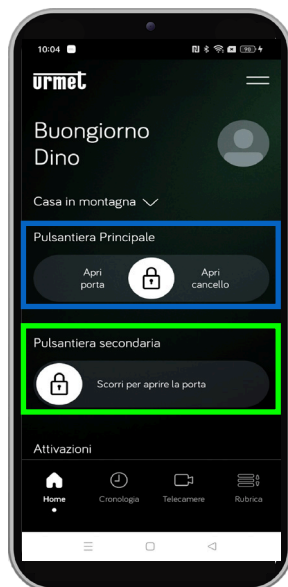 10:04
99
urmet
Buongiorno
Dino
Casa in montagna
Pulsantiera Principale
Apri
porta
Apri
cancello
Pulsantiera secondaria
Scorri per aprire la porta
Attivazioni
Home
Cronologia
Telecamere
Rubrica